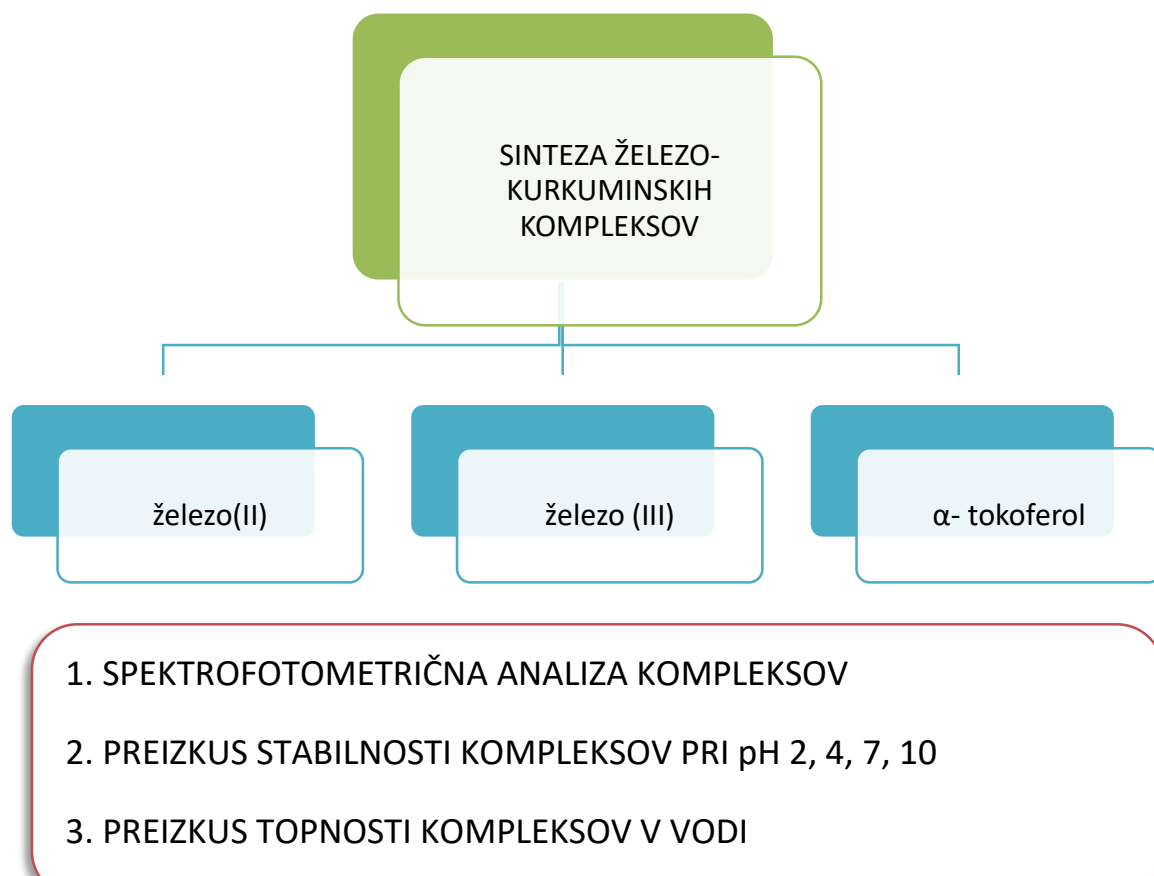 SINTEZA ŽELEZO-
KURKUMINSKIH
KOMPLEKSOV
železo(II)
železo (III)
α- tokoferol
1. SPEKTROFOTOMETRIČNA ANALIZA KOMPLEKSOV
2. PREIZKUS STABILNOSTI KOMPLEKSOV PRI pH 2, 4, 7, 10
3. PREIZKUS TOPNOSTI KOMPLEKSOV V VODI